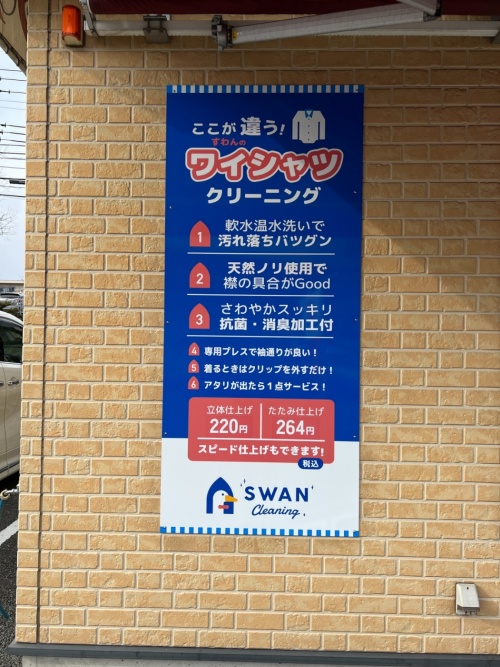 ここが違う!
すわんの
ワイシャツ
クリーニング
1 軟水温水洗いで
汚れ落ちバツグン
2 天然ノリ使用で
襟の具合がGood
3 さわやかスッキリ
抗菌・消臭加工付
4 専用プレスで袖通りが良い!
5 着るときはクリップを外すだけ!
6 アタリが出たら1点サービス!
立体仕上げ たたみ仕上げ
220円 264円
スピード仕上げもできます!
税込
SWAN
Cleaning